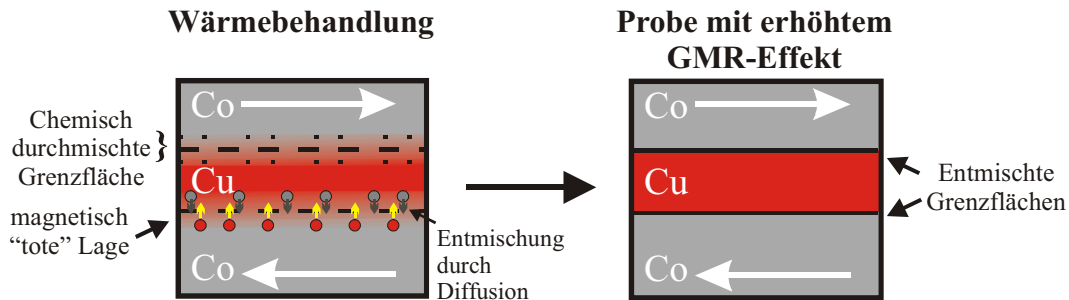 Wärmebehandlung
Co
Chemisch
durchmischte
Grenzfläche
}
Cu
magnetisch
“tote” Lage
Entmischung
durch
Diffusion
Co
Probe mit erhöhtem
GMR-Effekt
Co
Cu
Entmischte
Grenzflächen
Co